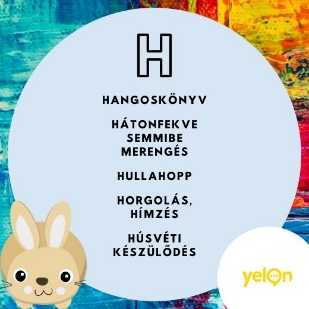 H
HANGOSKÖNYV
HÁTONFEKVE
SEMMIBE
MERENGÉS
HULLAHOPP
HORGOLÁS,
HÍMZÉS
HÚSVÉTI
KÉSZÜLŐDÉS
yelon